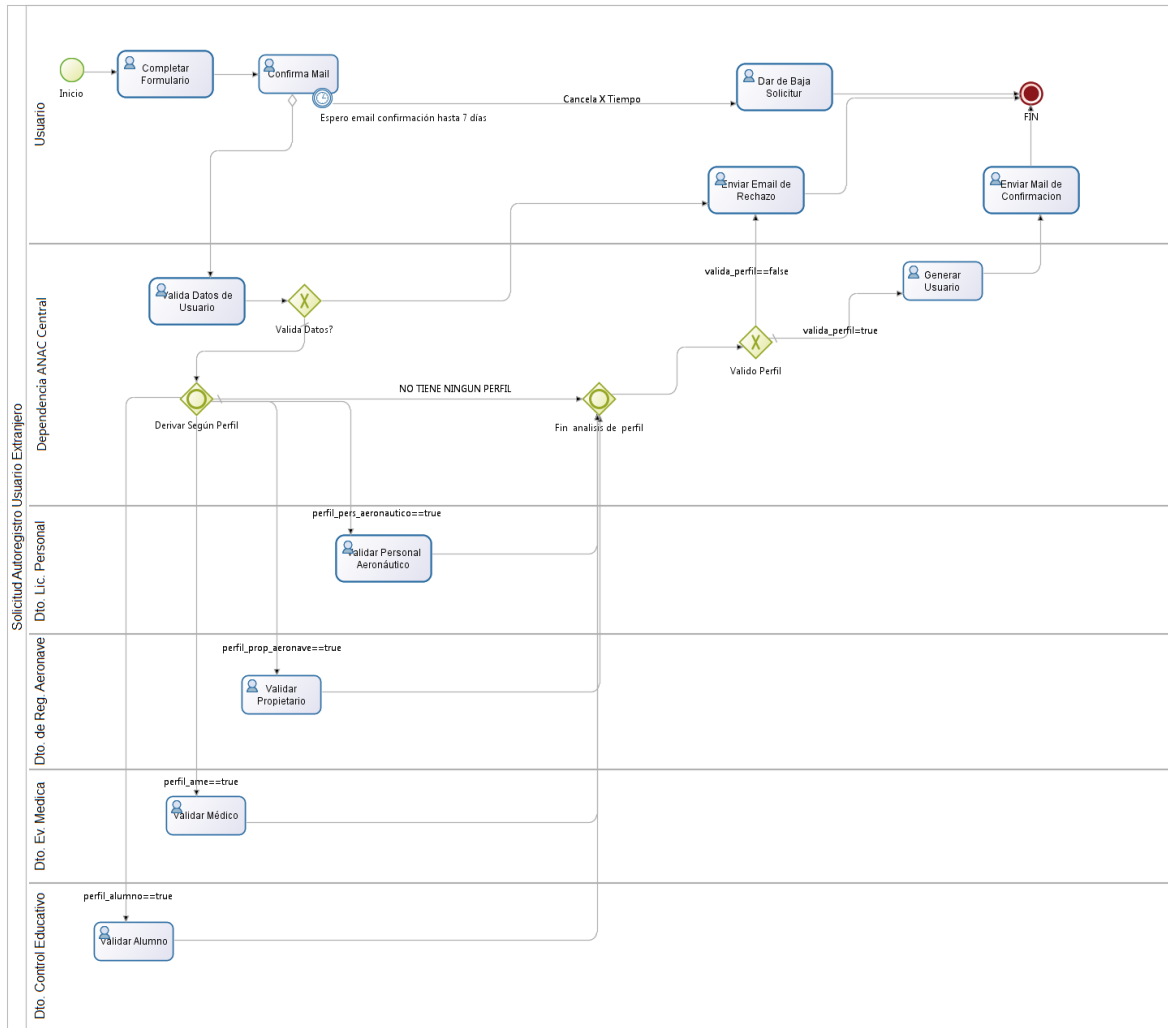 Solicitud Autoregistro Usuario Extranjero
Usuario
Inicio
Completar
Formulario
Confirma Mail
Espero email confirmación hasta 7 días
Cancela X Tiempo
Dar de Baja
Solicitur
FIN
Enviar Email de
Rechazo
Enviar Mail de
Confirmacion
Dependencia ANAC Central
Valida Datos de
Usuario
Valida Datos?
valida_perfil==false
Generar
Usuario
valida_perfil=true
Valido Perfil
Derivar Según Perfil
NO TIENE NINGUN PERFIL
Fin analisis de perfil
Dto. Lic. Personal
perfil_pers_aeronautico==true
Validar Personal
Aeronáutico
Dto. de Reg. Aeronave
perfil_prop_aeronave==true
Validar
Propietario
Dto. Ev. Medica
perfil_ame==true
Validar Médico
Dto. Control Educativo
perfil_alumno==true
Validar Alumno